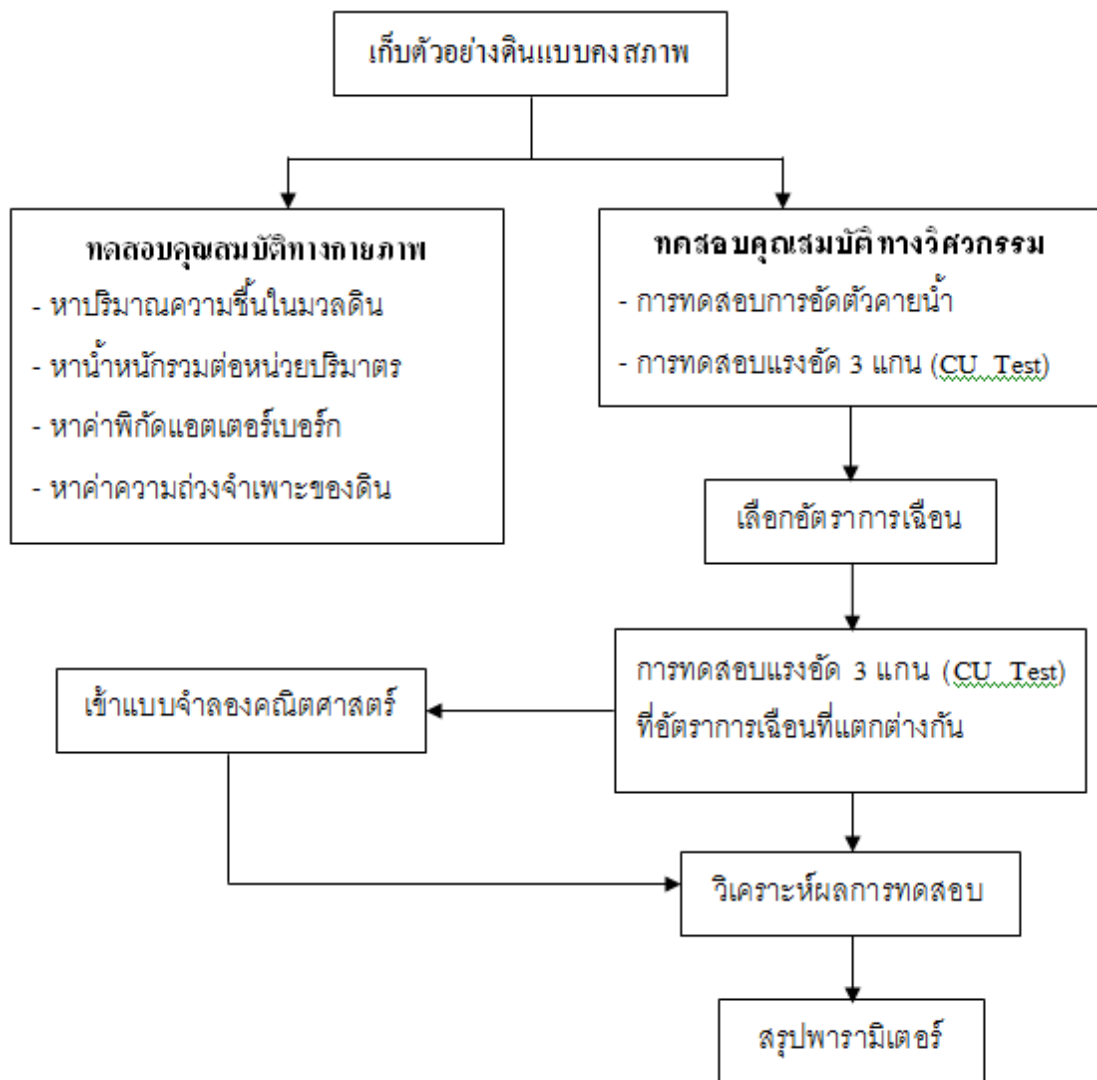 เก็บตัวอย่างดินแบบคงสภาพ
ทดสอบคุณสมบัติทางกายภาพ
- หาปริมาณความชื้นในมวลดิน
- หาน้ำหนักรวมต่อหน่วยปริมาตร
- หาค่าพิกัดแอตเตอร์เบอร์ก
- หาค่าความถ่วงจำเพาะของดิน
ทดสอบคุณสมบัติทางวิศวกรรม
- การทดสอบการอัดตัวคายน้ำ
- การทดสอบแรงอัด 3 แกน (CU Test)
เลือกอัตราการเฉือน
การทดสอบแรงอัด 3 แกน (CU Test)
ที่อัตราการเฉือนที่แตกต่างกัน
เข้าแบบจำลองคณิตศาสตร์
วิเคราะห์ผลการทดสอบ
สรุปพารามิเตอร์